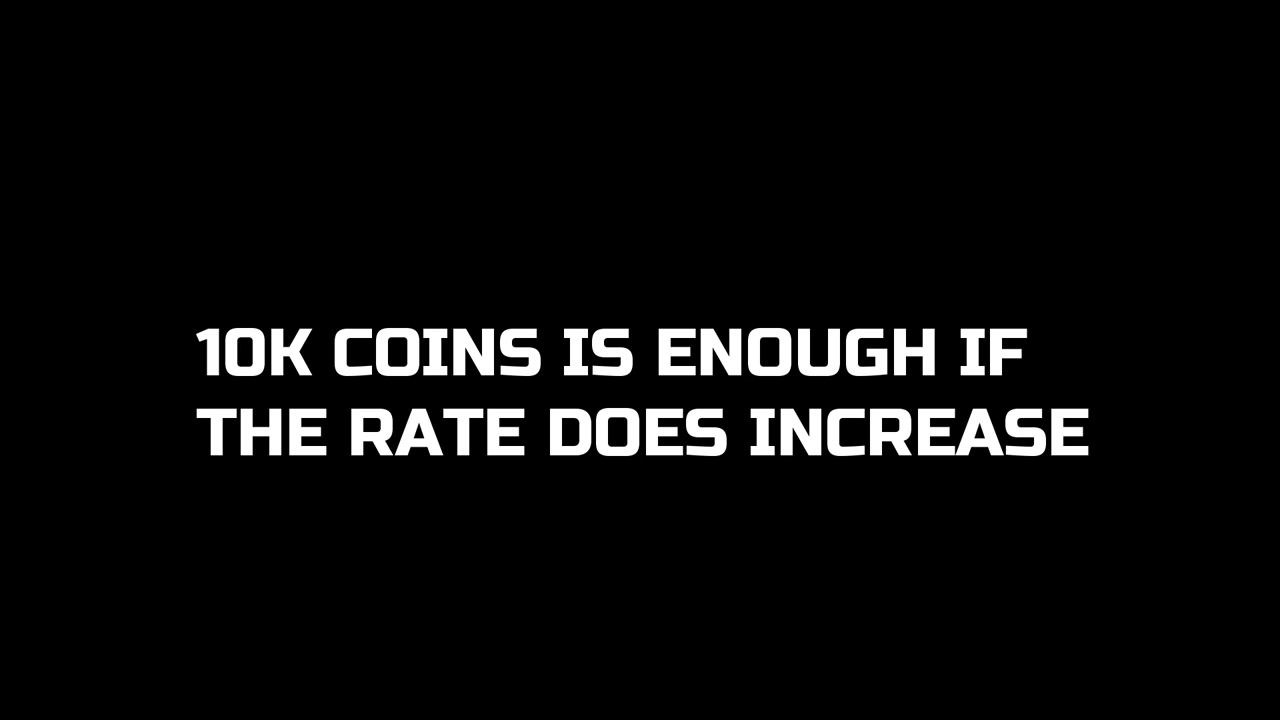 10K COINS IS ENOUGH IF
THE RATE DOES INCREASE